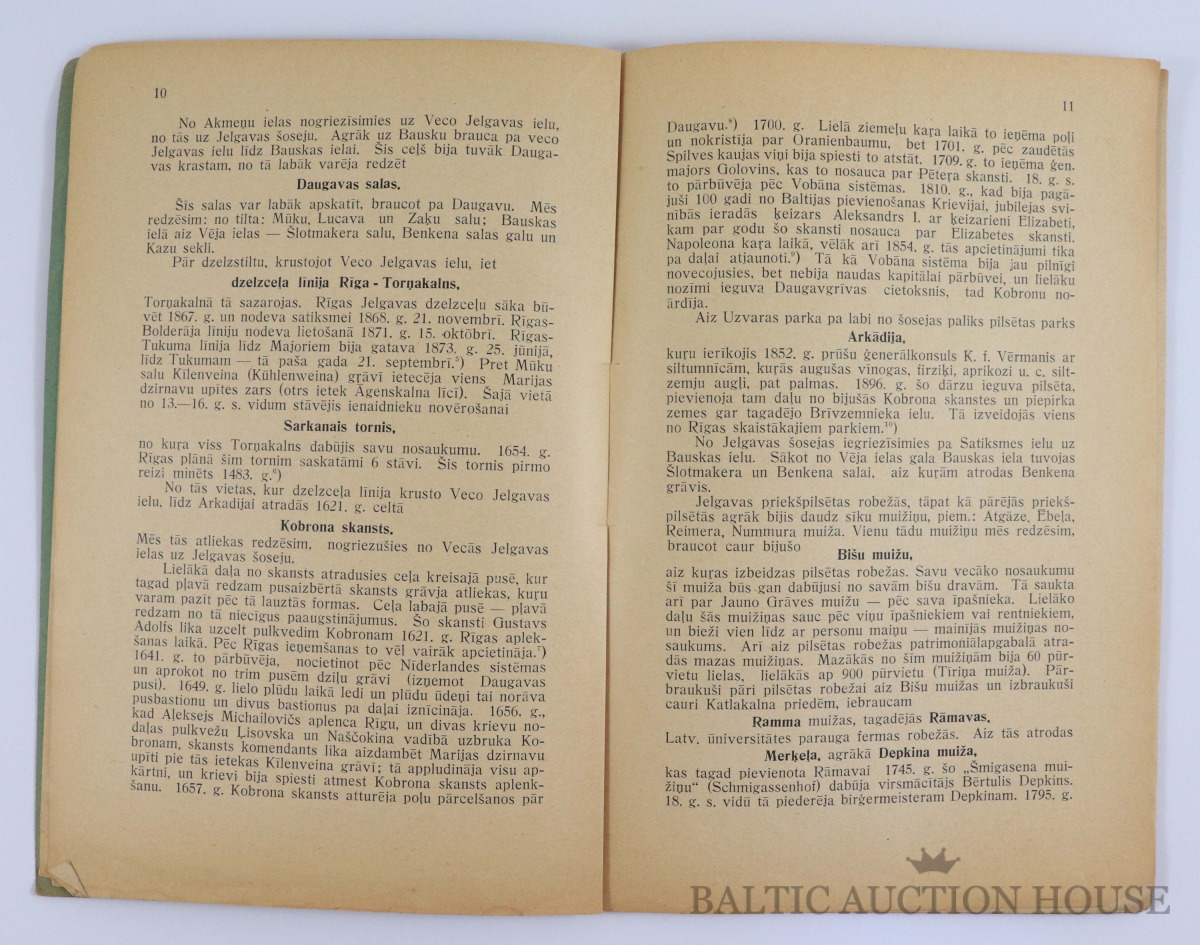 10
No Akmeņu ielas nogriezīsimies uz Veco Jelgavas ielu,
no tās uz Jelgavas šoseju. Agrāk uz Bausku brauca pa veco
Jelgavas ielu līdz Bauskas ielai. Šis ceļš bija tuvāk Dauga-
vas krastam, no tā labāk varēja redzēt
Daugavas salas.
Šīs salas var labāk apskatīt, braucot pa Daugavu. Mēs
redzēsim: no tilta: Mūku, Lucava un Zaķu salu; Bauskas
ielā aiz Vēja ielas — Šlotmakera salu, Benkena salas galu un
Kazu sekli.
Pār dzelzstiltu, krustojot Veco Jelgavas ielu, iet
dzelzceļa līnija Rīga - Torņakalns,
Torņakalnā tā sazarojas. Rīgas Jelgavas dzelzceļu sāka bū-
vēt 1867. g. un nodeva satiksmei 1868. g. 21. novembrī. Rīgas-
Bolderāja līniju nodeva lietošanā 1871. g. 15. oktōbrī. Rīgas-
Tukuma līnija līdz Majoriem bija gatava 1873. g. 25. jūnijā,
līdz Tukumam — tā paša gada 21. septembrī.⁵) Pret Mūku
salu Kīlenveina (Kühlenweina) grāvī ietecēja viens Marijas
dzirnavu upītes zars (otrs ietek Āgenskalna līcī). Šajā vietā
no 13.—16. g. s. vidum stāvējis ienaidnieku novērošanai
Sarkanais tornis,
no kuŗa viss Torņakalns dabūjis savu nosaukumu. 1654. g.
Rīgas plānā šim tornim saskatāmi 6 stāvi. Šis tornis pirmo
reizi minēts 1483. g.⁶)
No tās vietas, kur dzelzceļa līnija krusto Veco Jelgavas
ielu, līdz Arkadijai atradās 1621. g. celtā
Kobrona skansts.
Mēs tās atliekas redzēsim, nogriezušies no Vecās Jelgavas
ielas uz Jelgavas šoseju.
Lielākā daļa no skansts atradusies ceļa kreisajā pusē, kur
tagad pļavā redzam pusaizbērtā skansts grāvja atliekas, kuŗu
varam pazīt pēc tā lauztās formas. Ceļa labajā pusē — pļavā
redzam no tā niecīgus paaugstinājumus. Šo skansti Gustavs
Adolfs lika uzcelt pulkvedim Kobronam 1621. g. Rīgas aplek-
šanas laikā. Pēc Rīgas ieņemšanas to vēl vairāk apcietināja.⁷)
1641. g. to pārbūvēja, nocietinot pēc Nīderlandes sistēmas
un aprokot no trim pusēm dziļu grāvi (izņemot Daugavas
pusi). 1649. g. lielo plūdu laikā ledi un plūdu ūdeņi tai norāva
pusbastionu un divus bastionus pa daļai iznīcināja. 1656. g.,
kad Aļeksejs Michailovičs aplenca Rīgu, un divas krievu no-
daļas pulkvežu Ļisovska un Naščokina vadībā uzbruka Ko-
bronam, skansts komendants lika aizdambēt Marijas dzirnavu
upīti pie tās ietekas Kīlenveina grāvī; tā appludināja visu ap-
kārtni, un krievi bija spiesti atmest Kobrona skansts aplenk-
šanu. 1657. g. Kobrona skansts atturēja poļu pārcelšanos pār
11
Daugavu.⁸) 1700. g. Lielā ziemeļu kaŗa laikā to ieņēma poļi
un nokristīja par Oranienbaumu, bet 1701. g. pēc zaudētās
Spilves kaujas viņi bija spiesti to atstāt. 1709. g. to ieņēma ģen.
majors Golovins, kas to nosauca par Pēteŗa skansti. 18. g. s.
to pārbūvēja pēc Vobāna sistēmas. 1810. g., kad bija pagā-
juši 100 gadi no Baltijas pievienošanas Krievijai, jubilejas svi-
nībās ieradās ķeizars Aleksandrs I. ar ķeizarieni Elizabeti,
kam par godu šo skansti nosauca par Elizabetes skansti.
Napoleona kaŗa laikā, vēlāk arī 1854. g. tās apcietinājumi tika
pa daļai atjaunoti.⁹) Tā kā Vobāna sistēma bija jau pilnīgi
novecojusies, bet nebija naudas kapitālai pārbūvei, un lielāku
nozīmi ieguva Daugavgrīvas cietoksnis, tad Kobronu no-
ārdīja.
Aiz Uzvaras parka pa labi no šosejas paliks pilsētas parks
Arkādija,
kuŗu ierīkojis 1852. g. prūšu ģenerālkonsuls K. f. Vērmanis ar
siltumnīcām, kuŗās augušas vīnogas, firziķi, aprikozi u. c. silt-
zemju augļi, pat palmas. 1896. g. šo dārzu ieguva pilsēta,
pievienoja tam daļu no bijušās Kobrona skanstes un piepirka
zemes gar tagadējo Brīvzemnieka ielu. Tā izveidojās viens
no Rīgas skaistākajiem parkiem.¹⁰)
No Jelgavas šosejas iegriezīsimies pa Satiksmes ielu uz
Bauskas ielu. Sākot no Vēja ielas gala Bauskas iela tuvojas
Šlotmakera un Benkena salai, aiz kuŗām atrodas Benkena
grāvis.
Jelgavas priekšpilsētas robežās, tāpat kā pārējās priekš-
pilsētās agrāk bijis daudz sīku muižiņu, piem.: Atgāze, Ēbeļa,
Reimera, Nummura muiža. Vienu tādu muižiņu mēs redzēsim,
braucot caur bijušo
Bišu muižu,
aiz kuŗas izbeidzas pilsētas robežas. Savu vecāko nosaukumu
šī muiža būs gan dabūjusi no savām bišu dravām. Tā saukta
arī par Jauno Grāves muižu — pēc sava īpašnieka. Lielāko
daļu šās muižiņas sauc pēc viņu īpašniekiem vai rentniekiem,
un bieži vien līdz ar personu maiņu — mainījās muižiņas no-
saukums. Arī aiz pilsētas robežas patrimoniālapgabalā atra-
dās mazas muižiņas. Mazākās no šīm muižiņām bija 60 pūr-
vietu lielas, lielākās ap 900 pūrvietu (Tīriņa muiža). Pār-
braukuši pāri pilsētas robežai aiz Bišu muižas un izbraukuši
cauri Katlakalna priedēm, iebraucam
Ramma muižas, tagadējās Rāmavas,
Latv. ūniversitātes parauga fermas robežās. Aiz tās atrodas
Merķeļa, agrākā Depkina muiža,
kas tagad pievienota Rāmavai 1745. g. šo „Šmigasena mui-
žiņu“ (Schmigassenhof) dabūja virsmācītājs Bērtulis Depkins.
18. g. s. vidū tā piederēja birģermeisteram Depkinam. 1795. g.
BALTIC AUCTION HOUSE